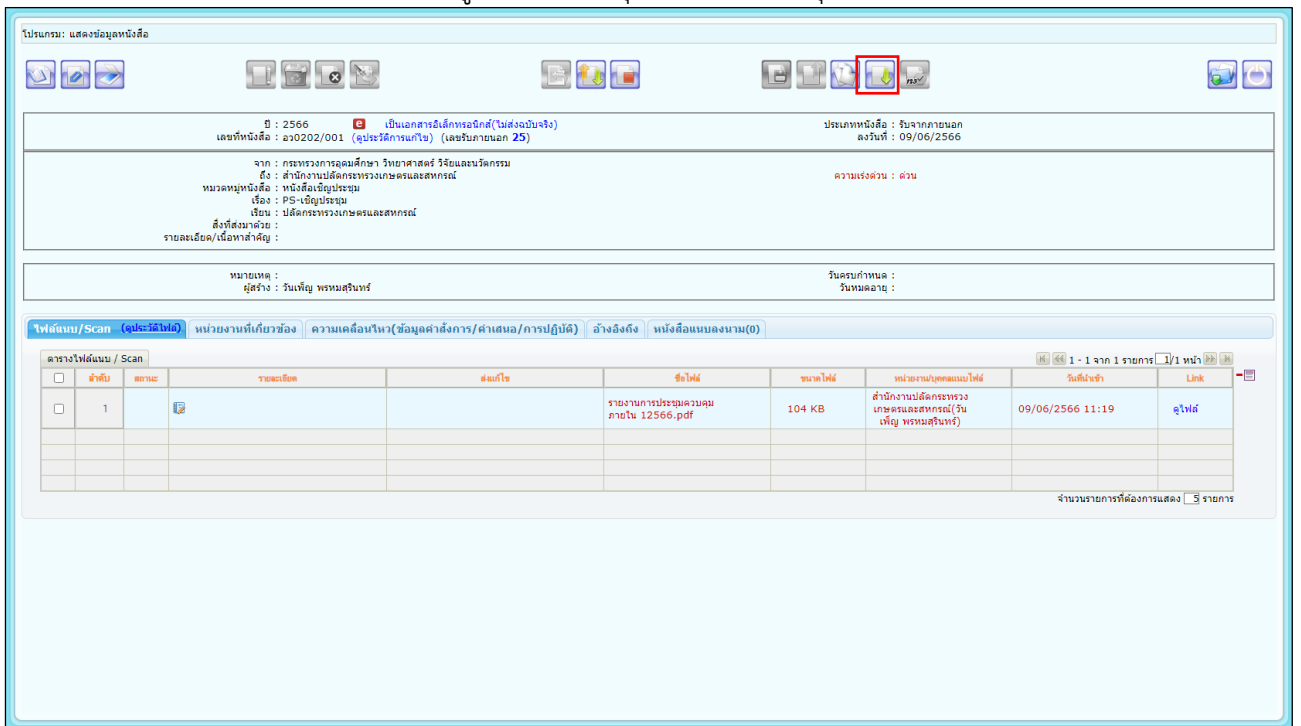 โปรแกรม: แสดงข้อมูลหนังสือ
ปี : 2566 e เป็นเอกสารอิเล็กทรอนิกส์(ไม่ส่งฉบับจริง)
ประเภทหนังสือ : รับจากภายนอก
เลขที่หนังสือ : อว0202/001 (ดูประวัติการแก้ไข) (เลขรับภายนอก 25)
ลงวันที่ : 09/06/2566
จาก : กระทรวงการอุดมศึกษา วิทยาศาสตร์ วิจัยและนวัตกรรม
ถึง : สำนักงานปลัดกระทรวงเกษตรและสหกรณ์
ความเร่งด่วน : ด่วน
หมวดหมู่หนังสือ : หนังสือเชิญประชุม
เรื่อง : PS-เชิญประชุม
เรียน : ปลัดกระทรวงเกษตรและสหกรณ์
สิ่งที่ส่งมาด้วย :
รายละเอียด/เนื้อหาสำคัญ :
หมายเหตุ :
วันครบกำหนด :
ผู้สร้าง : วันเพ็ญ พรหมสุรินทร์
วันหมดอายุ :
ไฟล์แนบ/Scan (ดูประวัติไฟล์) หน่วยงานที่เกี่ยวข้อง ความเคลื่อนไหว(ข้อมูลคำสั่งการ/คำเสนอ/การปฏิบัติ) อ้างอิงถึง หนังสือแนบลงนาม(0)
ตารางไฟล์แนบ / Scan
1 - 1 จาก 1 รายการ 1/1 หน้า
ลำดับ สถานะ รายละเอียด ส่งแก้ไข ชื่อไฟล์ ขนาดไฟล์ หน่วยงาน/บุคคลแนบไฟล์ วันที่นำเข้า Link
1 รายงานการประชุมควบคุม
ภายใน 12566.pdf
104 KB
สำนักงานปลัดกระทรวง
เกษตรและสหกรณ์(วัน
เพ็ญ พรหมสุรินทร์)
09/06/2566 11:19
ดูไฟล์
จำนวนรายการที่ต้องการแสดง 5 รายการ